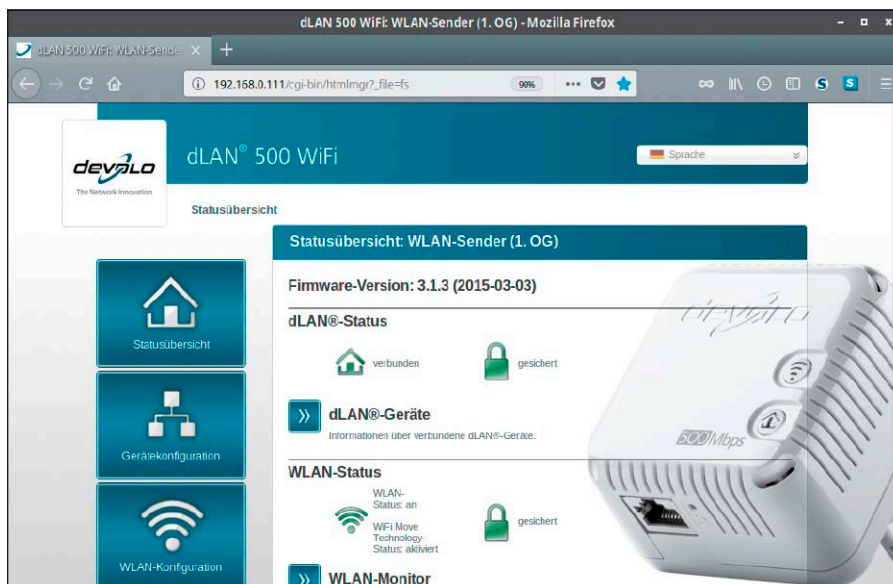 dLAN 500 WiFi: WLAN-Sender (1. OG) - Mozilla Firefox
dLAN 500 WiFi: WLAN-Sende
192.168.0.111/cgi-bin/htmlmgr?_file=fs
90%
devolo
The Network Innovation
dLAN® 500 WiFi
Sprache
Statusübersicht
Statusübersicht: WLAN-Sender (1. OG)
Firmware-Version: 3.1.3 (2015-03-03)
dLAN®-Status
verbunden
gesichert
dLAN®-Geräte
Informationen über verbundene dLAN®-Geräte.
WLAN-Status
WLAN-
Status: an
WiFi Move
Technology-
Status: aktiviert
gesichert
WLAN-Monitor
Statusübersicht
Gerätekonfiguration
WLAN-Konfiguration
devolo
500Mbps